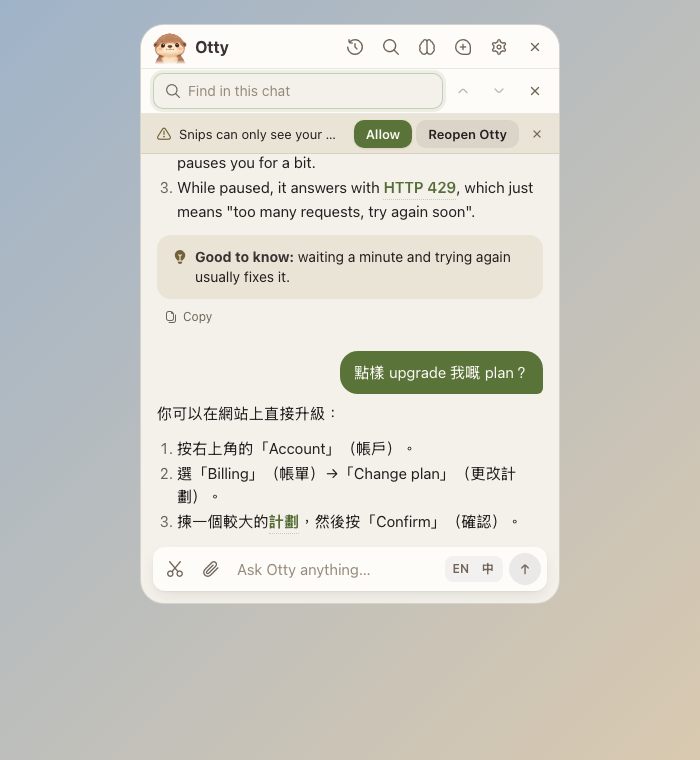 Otty
Find in this chat
Snips can only see your ...
Allow
Reopen Otty
pauses you for a bit.
3. While paused, it answers with HTTP 429, which just
means "too many requests, try again soon".
Good to know: waiting a minute and trying again
usually fixes it.
Copy
點樣 upgrade 我嘅 plan？
你可以在網站上直接升級：
1. 按右上角的「Account」（帳戶）。
2. 選「Billing」（帳單）→「Change plan」（更改計
劃）。
3. 揀一個較大的計劃，然後按「Confirm」（確認）。
Ask Otty anything...
EN 中